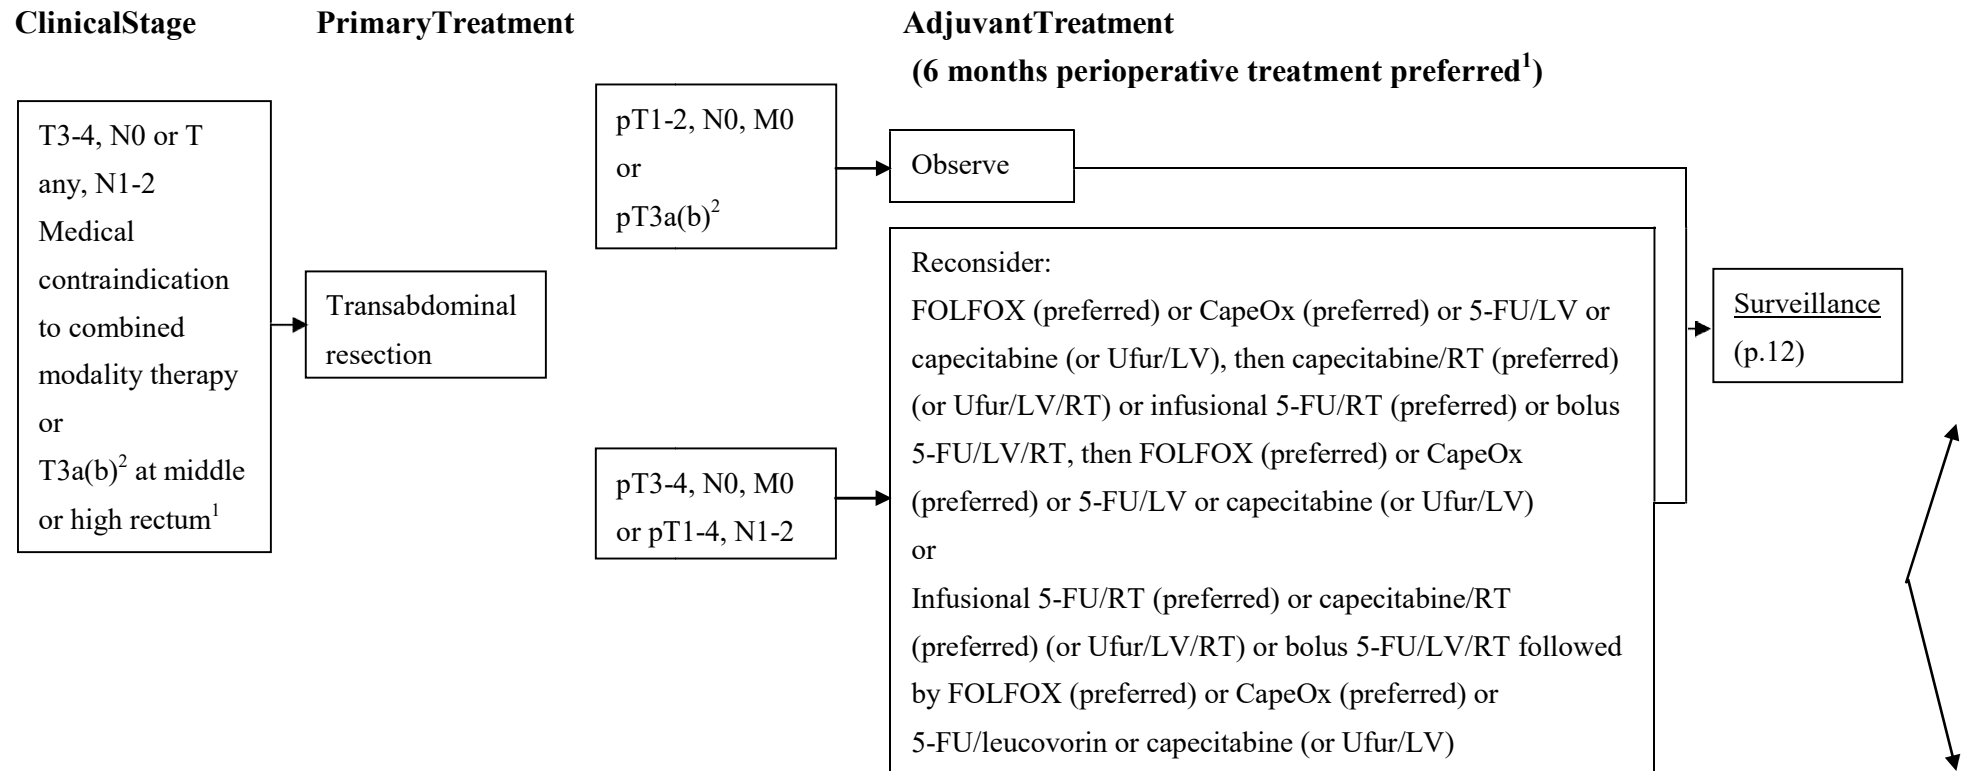 ClinicalStage
PrimaryTreatment
AdjuvantTreatment
(6 months perioperative treatment preferred1)
T3-4, N0 or T
any, N1-2
Medical
contraindication
to combined
modality therapy
or
T3a(b)2 at middle
or high rectum1
Transabdominal
resection
pT1-2, N0, M0
or
pT3a(b)2
Observe
pT3-4, N0, M0
or pT1-4, N1-2
Reconsider:
FOLFOX (preferred) or CapeOx (preferred) or 5-FU/LV or
capecitabine (or Ufur/LV), then capecitabine/RT (preferred)
(or Ufur/LV/RT) or infusional 5-FU/RT (preferred) or bolus
5-FU/LV/RT, then FOLFOX (preferred) or CapeOx
(preferred) or 5-FU/LV or capecitabine (or Ufur/LV)
or
Infusional 5-FU/RT (preferred) or capecitabine/RT
(preferred) (or Ufur/LV/RT) or bolus 5-FU/LV/RT followed
by FOLFOX (preferred) or CapeOx (preferred) or
5-FU/leucovorin or capecitabine (or Ufur/LV)
Surveillance
(p.12)